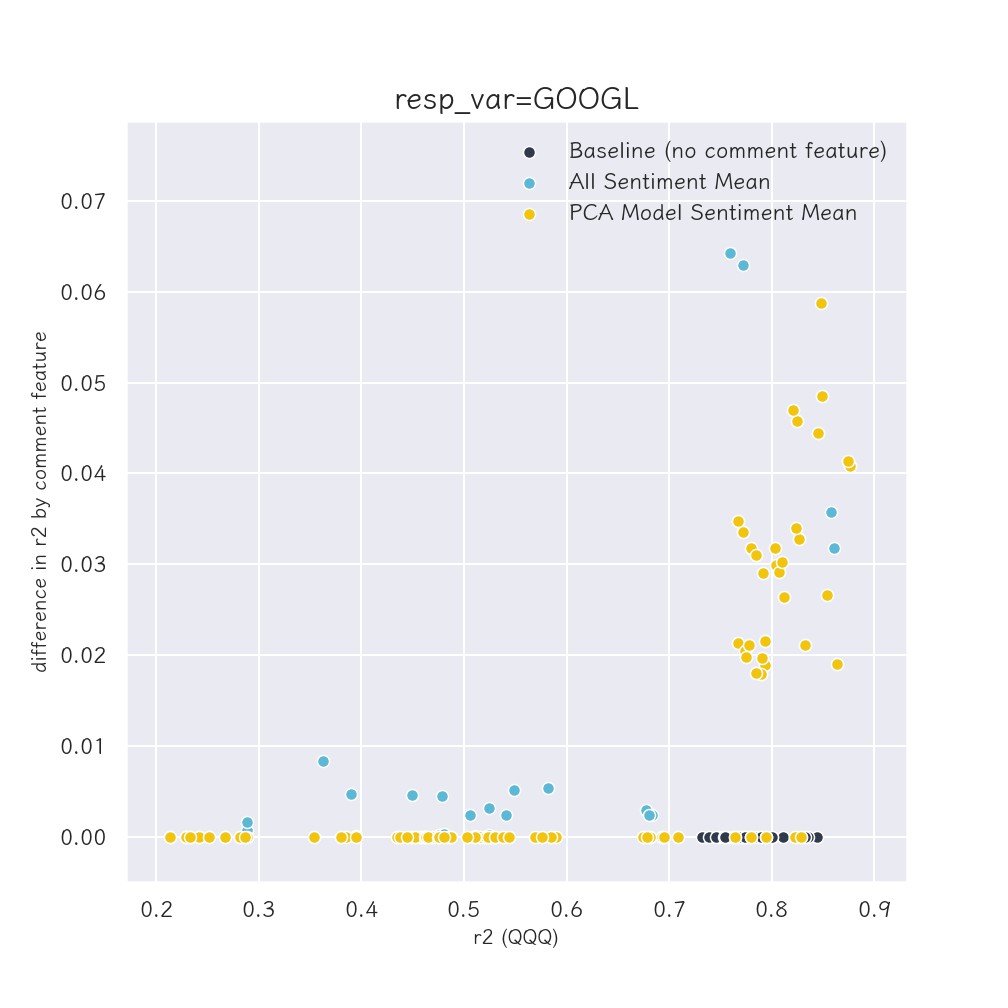 resp_var=GOOGL
Baseline (no comment feature)
All Sentiment Mean
PCA Model Sentiment Mean
0.07
0.06
0.05
0.04
0.03
0.02
0.01
0.00
difference in r2 by comment feature
0.2 0.3 0.4 0.5 0.6 0.7 0.8 0.9
r2 (QQQ)